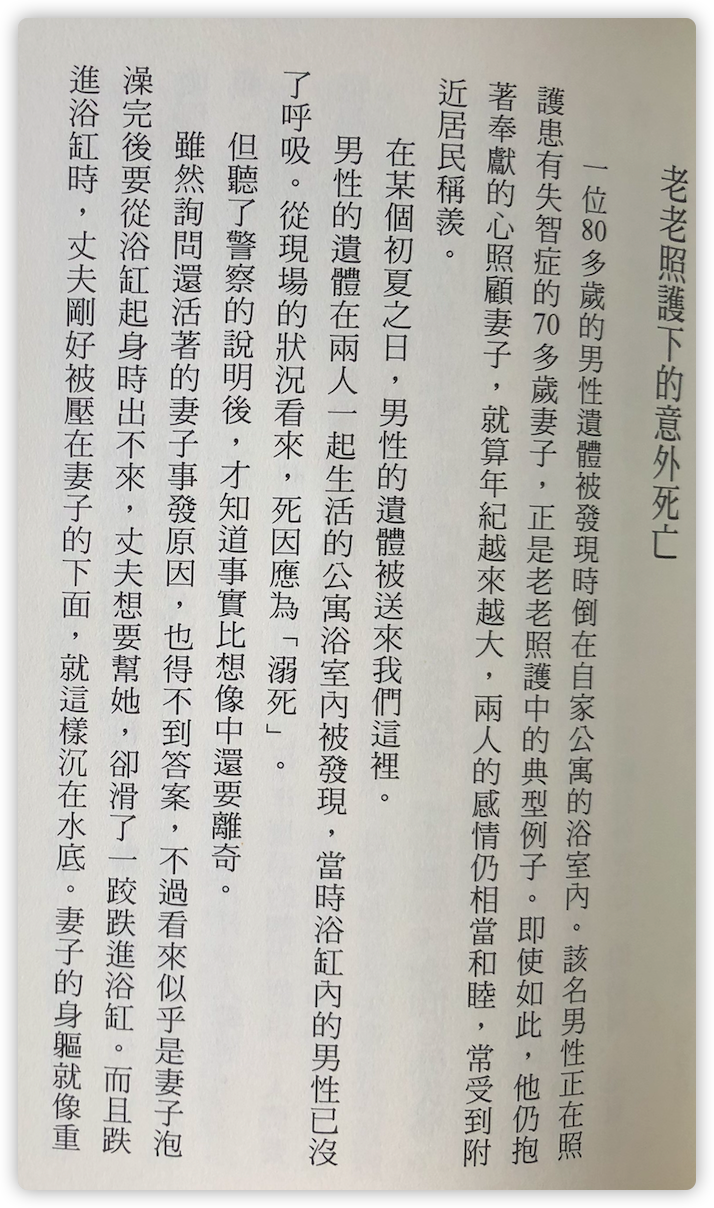 老老照護下的意外死亡
一位80多歲的男性遺體被發現時倒在自家公寓的浴室內。該名男性正在照
護患有失智症的70多歲妻子，正是老老照護中的典型例子。即使如此，他仍抱
著奉獻的心照顧妻子，就算年紀越來越大，兩人的感情仍相當和睦，常受到附
近居民稱羨。
在某個初夏之日，男性的遺體被送來我們這裡。
男性的遺體在兩人一起生活的公寓浴室內被發現，當時浴缸內的男性已沒
了呼吸。從現場的狀況看來，死因應為「溺死」。
但聽了警察的說明後，才知道事實比想像中還要離奇。
雖然詢問還活著的妻子事發原因，也得不到答案，不過看來似乎是妻子泡
澡完後要從浴缸起身時出不來，丈夫想要幫她，卻滑了一跤跌進浴缸。而且跌
進浴缸時，丈夫剛好被壓在妻子的下面，就這樣沉在水底。妻子的身軀就像重